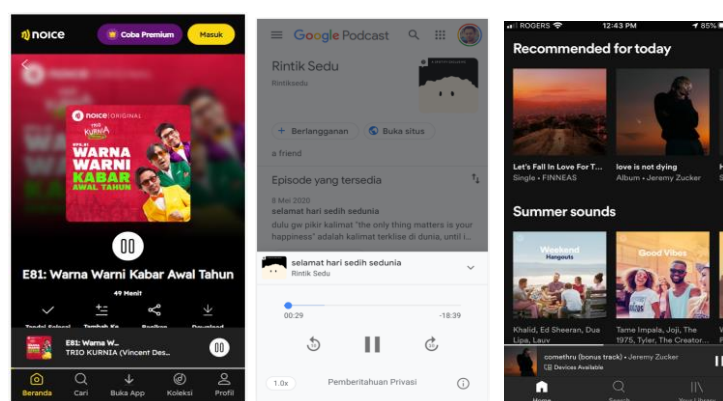 noice
Coba Premium
Masuk
noice|ORIGINAL
TRIO
KURNIA
WARNA
WARNI
KABAR
AWAL TAHUN
E81: Warna Warni Kabar Awal Tahun
49 Menit
E81: Warna W...
TRIO KURNIA (Vincent Des...
Beranda
Cari
Buka App
Koleksi
Profil
Google Podcast
Rintik Sedu
Rintiksedu
+ Berlangganan
Buka situs
a friend
Episode yang tersedia
8 Mei 2020
selamat hari sedih sedunia
dulu ge pikir kalimat "the only thing matters is your
happiness" adalah kalimat terklise di dunia, until i...
selamat hari sedih sedunia
Rintik Sedu
00:29
-18:39
1.0x
Pemberitahuan Privasi
ROGERS
12:43 PM
85%
Recommended for today
Let's Fall In Love For T...
Single • FINNEAS
love is not dying
Album • Jeremy Zucker
Summer sounds
Weekend
Hangouts
Good Vibes
Khalid, Ed Sheeran, Dua
Lipa, Lauv
Tame Impala, Joji, The
1975, Tyler, The Creator...
comethru (bonus track) • Jeremy Zucker
Devices Available
Home
Search
Your Library